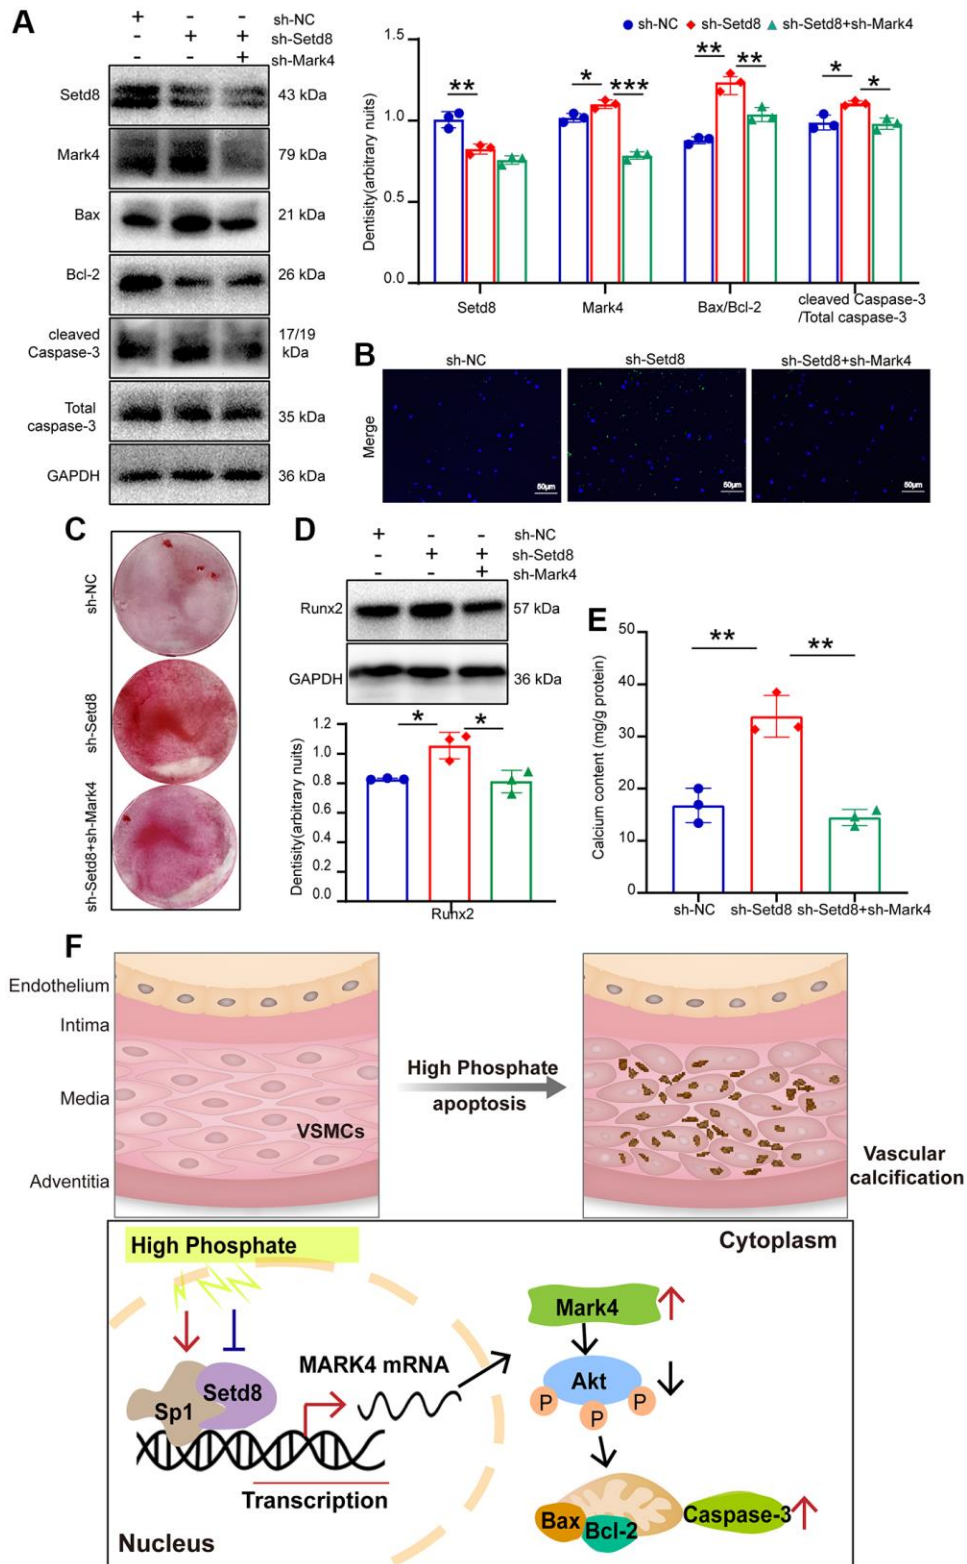 A
+ - - sh-NC
- + + sh-Setd8
- - + sh-Mark4
Setd8 43 kDa
Mark4 79 kDa
Bax 21 kDa
Bcl-2 26 kDa
cleaved Caspase-3 17/19 kDa
Total caspase-3 35 kDa
GAPDH 36 kDa
sh-NC sh-Setd8 sh-Setd8+sh-Mark4
Dentisity(arbitrary nuits)
1.5
1.0
0.5
0.0
** * *** ** ** * *
Setd8 Mark4 Bax/Bcl-2 cleaved Caspase-3
/Total caspase-3
B
sh-NC sh-Setd8 sh-Setd8+sh-Mark4
Merge
50μm 50μm 50μm
C
sh-NC
sh-Setd8
sh-Setd8+sh-Mark4
D
+ - - sh-NC
- + + sh-Setd8
- - + sh-Mark4
Runx2 57 kDa
GAPDH 36 kDa
Dentisity(arbitrary nuits)
1.2
1.0
0.8
0.6
0.4
0.2
0.0
* *
Runx2
E
Calcium content (mg/g protein)
50
40
30
20
10
0
** **
sh-NC sh-Setd8 sh-Setd8+sh-Mark4
F
Endothelium
Intima
Media
Adventitia
VSMCs
High Phosphate
apoptosis
Vascular
calcification
High Phosphate
Cytoplasm
Sp1
Setd8
MARK4 mRNA
Transcription
Nucleus
Mark4
Akt
P P P
Bax
Bcl-2
Caspase-3